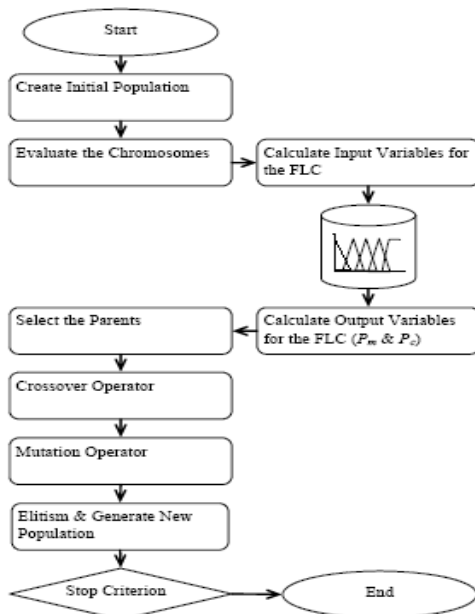 Start
Create Initial Population
Evaluate the Chromosomes
Calculate Input Variables for
the FLC
Calculate Output Variables
for the FLC (Pm & Pc)
Select the Parents
Crossover Operator
Mutation Operator
Elitism & Generate New
Population
Stop Criterion
End